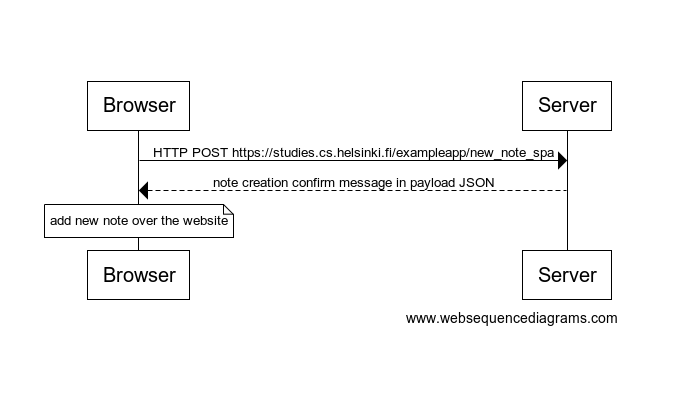 Browser
Server
HTTP POST https://studies.cs.helsinki.fi/exampleapp/new_note_spa
note creation confirm message in payload JSON
add new note over the website
Browser
Server
www.websequencediagrams.com